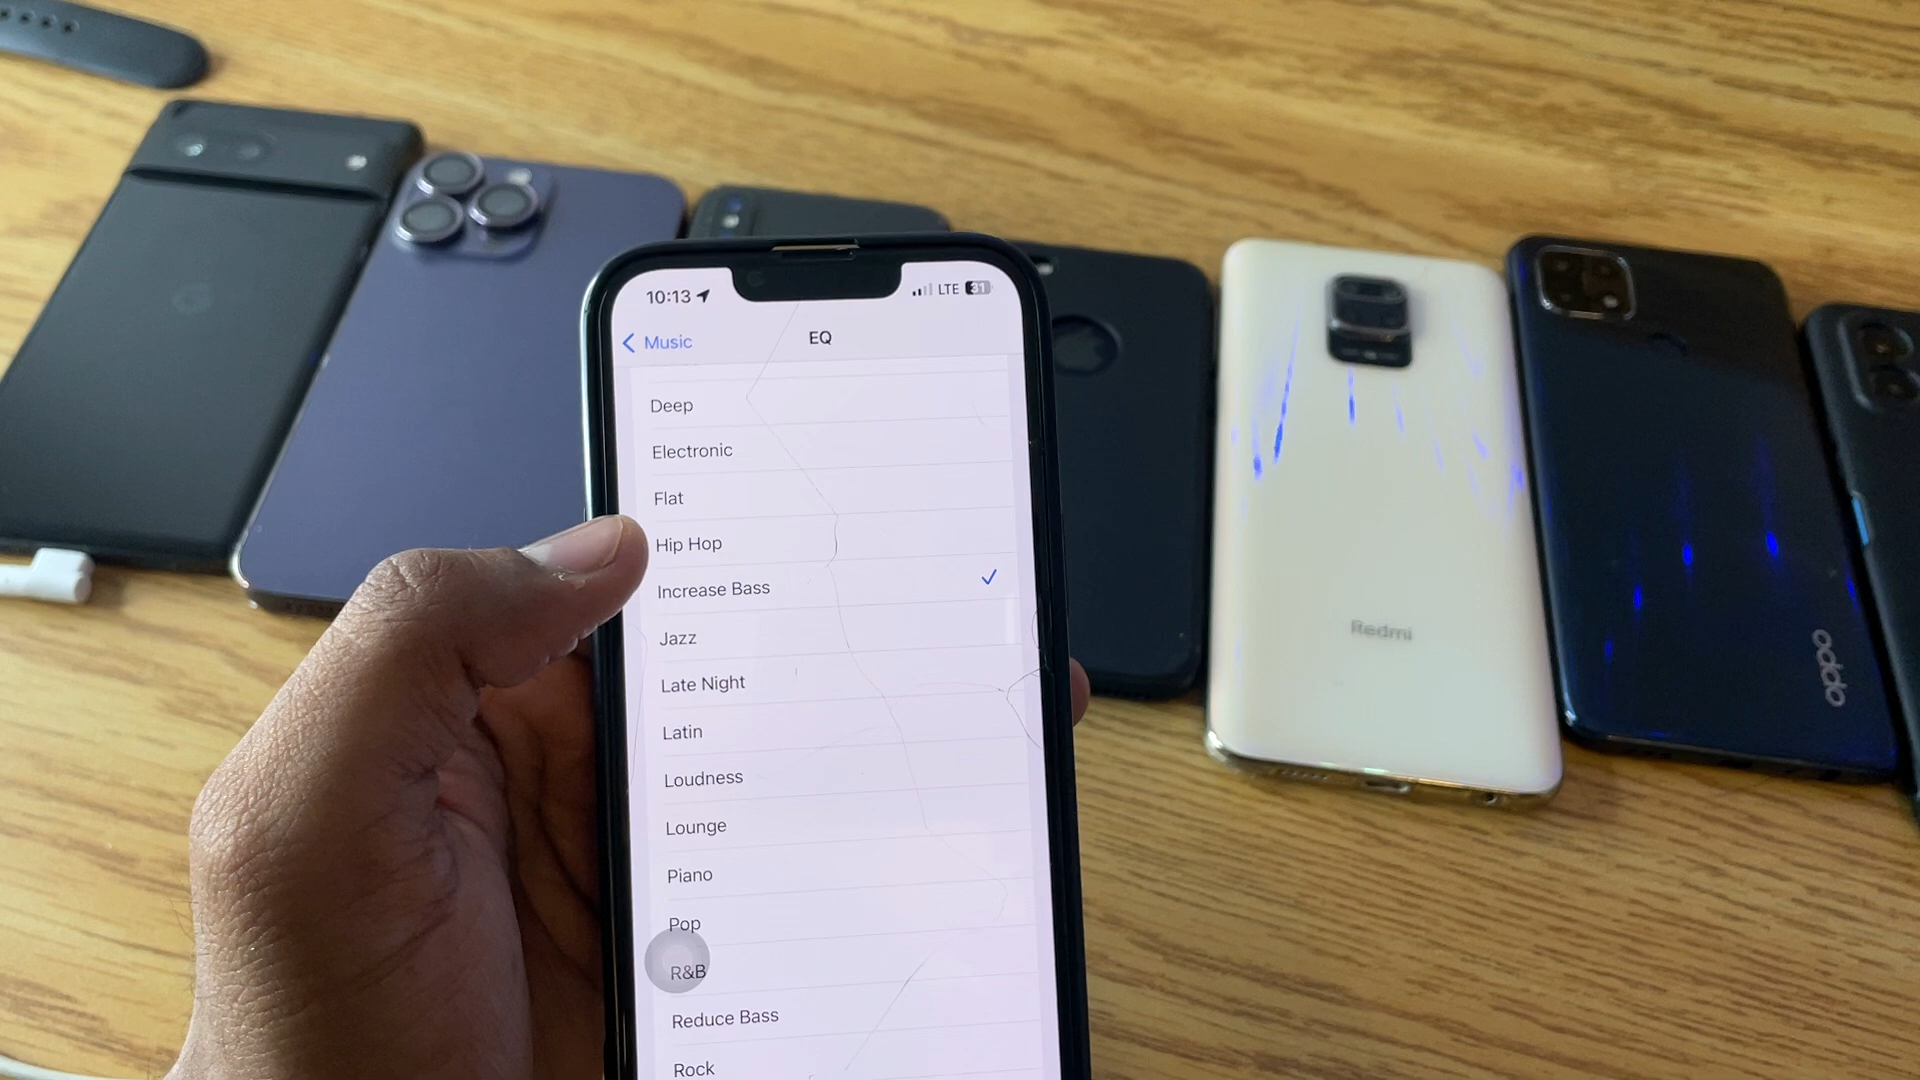 10:13
LTE 31
Music
EQ
Deep
Electronic
Flat
Hip Hop
Increase Bass
Jazz
Late Night
Latin
Loudness
Lounge
Piano
Pop
R&B
Reduce Bass
Rock
Redmi
oppo